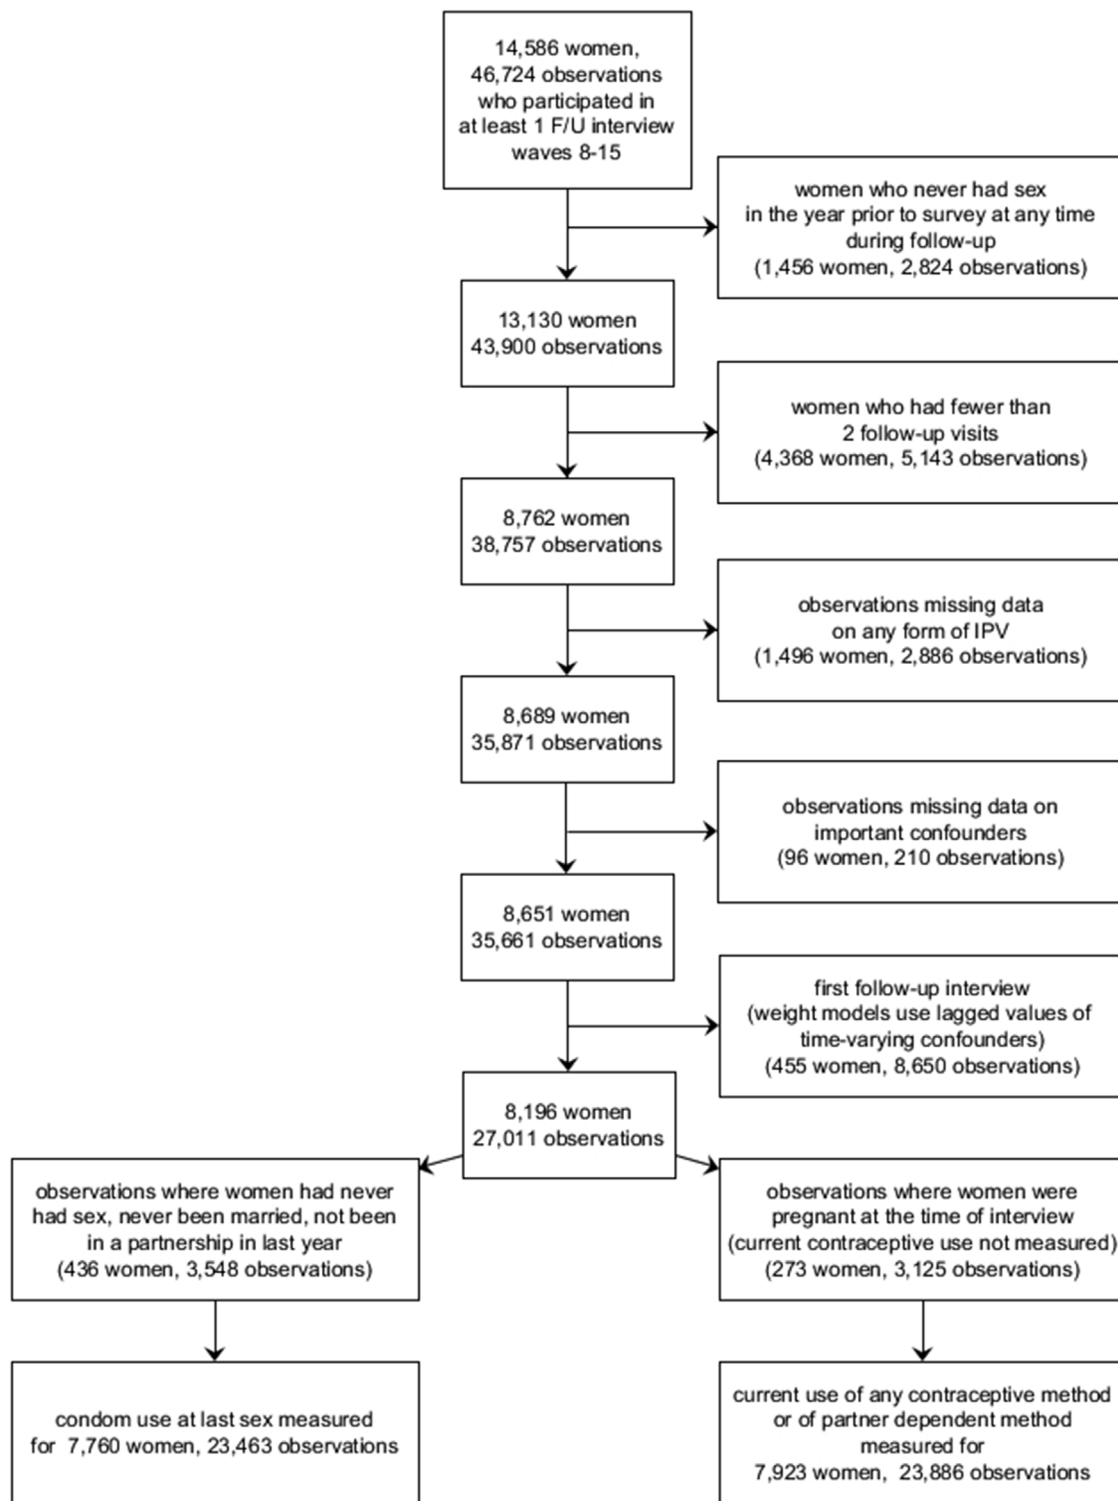 14,586 women,
46,724 observations
who participated in
at least 1 F/U interview
waves 8-15
women who never had sex
in the year prior to survey at any time
during follow-up
(1,456 women, 2,824 observations)
13,130 women
43,900 observations
women who had fewer than
2 follow-up visits
(4,368 women, 5,143 observations)
8,762 women
38,757 observations
observations missing data
on any form of IPV
(1,496 women, 2,886 observations)
8,689 women
35,871 observations
observations missing data on
important confounders
(96 women, 210 observations)
8,651 women
35,661 observations
first follow-up interview
(weight models use lagged values of
time-varying confounders)
(455 women, 8,650 observations)
8,196 women
27,011 observations
observations where women had never
had sex, never been married, not been
in a partnership in last year
(436 women, 3,548 observations)
observations where women were
pregnant at the time of interview
(current contraceptive use not measured)
(273 women, 3,125 observations)
condom use at last sex measured
for 7,760 women, 23,463 observations
current use of any contraceptive method
or of partner dependent method
measured for
7,923 women, 23,886 observations